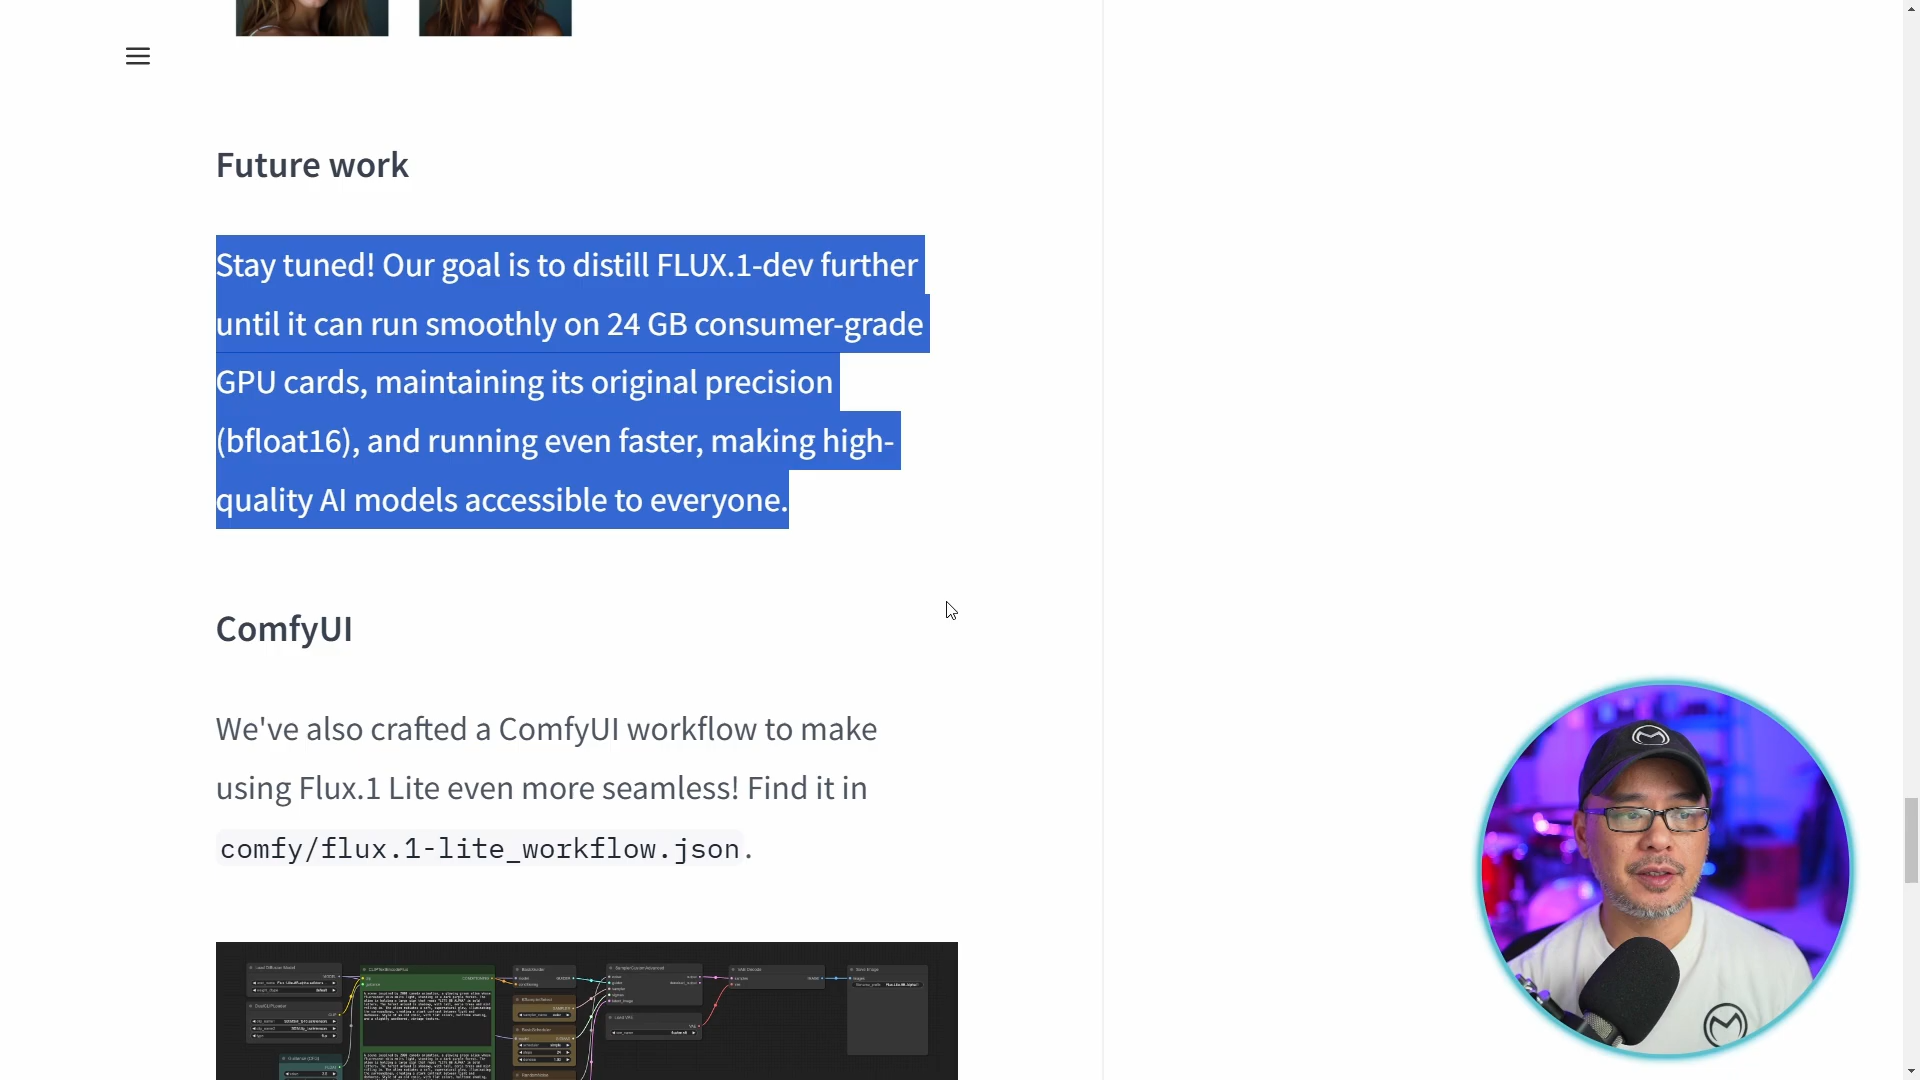 Future work
Stay tuned! Our goal is to distill FLUX.1-dev further
until it can run smoothly on 24 GB consumer-grade
GPU cards, maintaining its original precision
(bfloat16), and running even faster, making high-
quality AI models accessible to everyone.
ComfyUI
We've also crafted a ComfyUI workflow to make
using Flux.1 Lite even more seamless! Find it in
comfy/flux.1-lite_workflow.json.